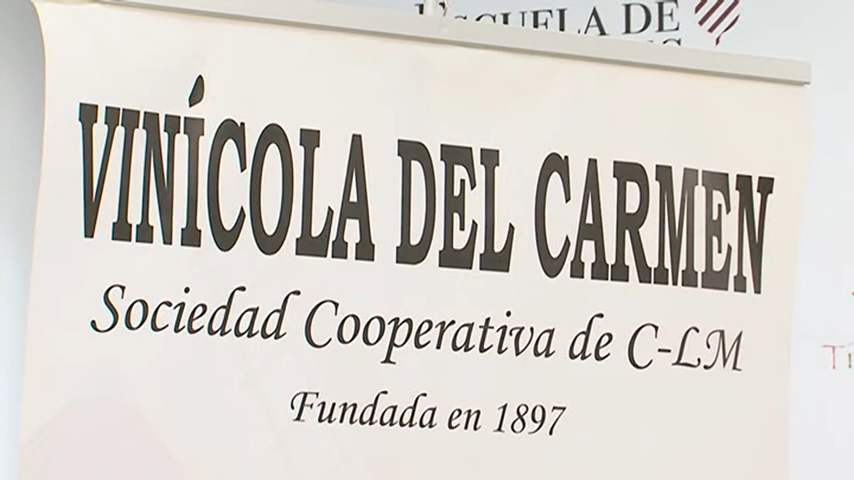 ESCUELA DE
VINÍCOLA DEL CARMEN
Sociedad Cooperativa de C-LM
Fundada en 1897